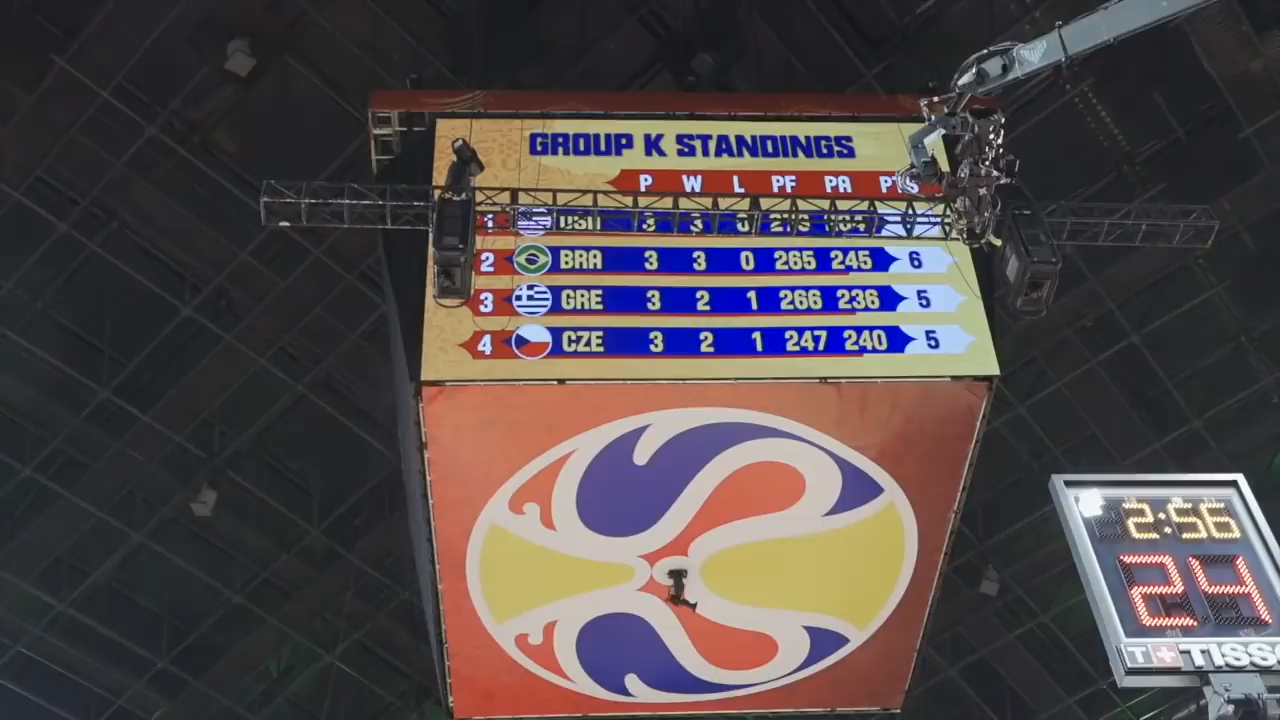 GROUP K STANDINGS
P W L PF PA PTS
1 USA 3 3 0
2 BRA 3 3 0 265 245 6
3 GRE 3 2 1 266 236 5
4 CZE 3 2 1 247 240 5
2:56
24
T+ TISSO